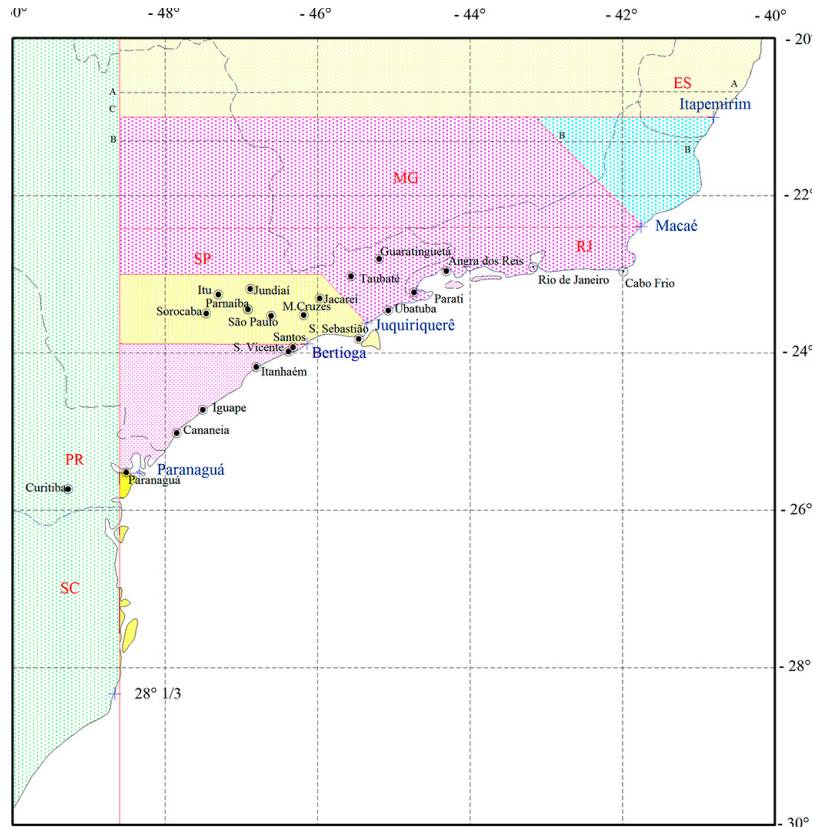 0°
- 48°
- 46°
- 44°
- 42°
- 40°
- 20°
ES
A
A
C
Itapemirim
B
B
B
MG
- 22°
Macaé
RJ
SP
Guaratinguetá
Angra dos Reis
Taubaté
Rio de Janeiro
Cabo Frio
Itu
Jundiaí
Jacarei
Parati
Parnaíba
M.Cruzes
Ubatuba
Sorocaba
São Paulo
S. Sebastião
Juquiriquerê
Santos
S. Vicente
Bertioga
- 24°
Itanhaém
Iguape
Cananeia
PR
Paranaguá
Paranaguá
Curitiba
- 26°
SC
- 28°
28° 1/3
- 30°